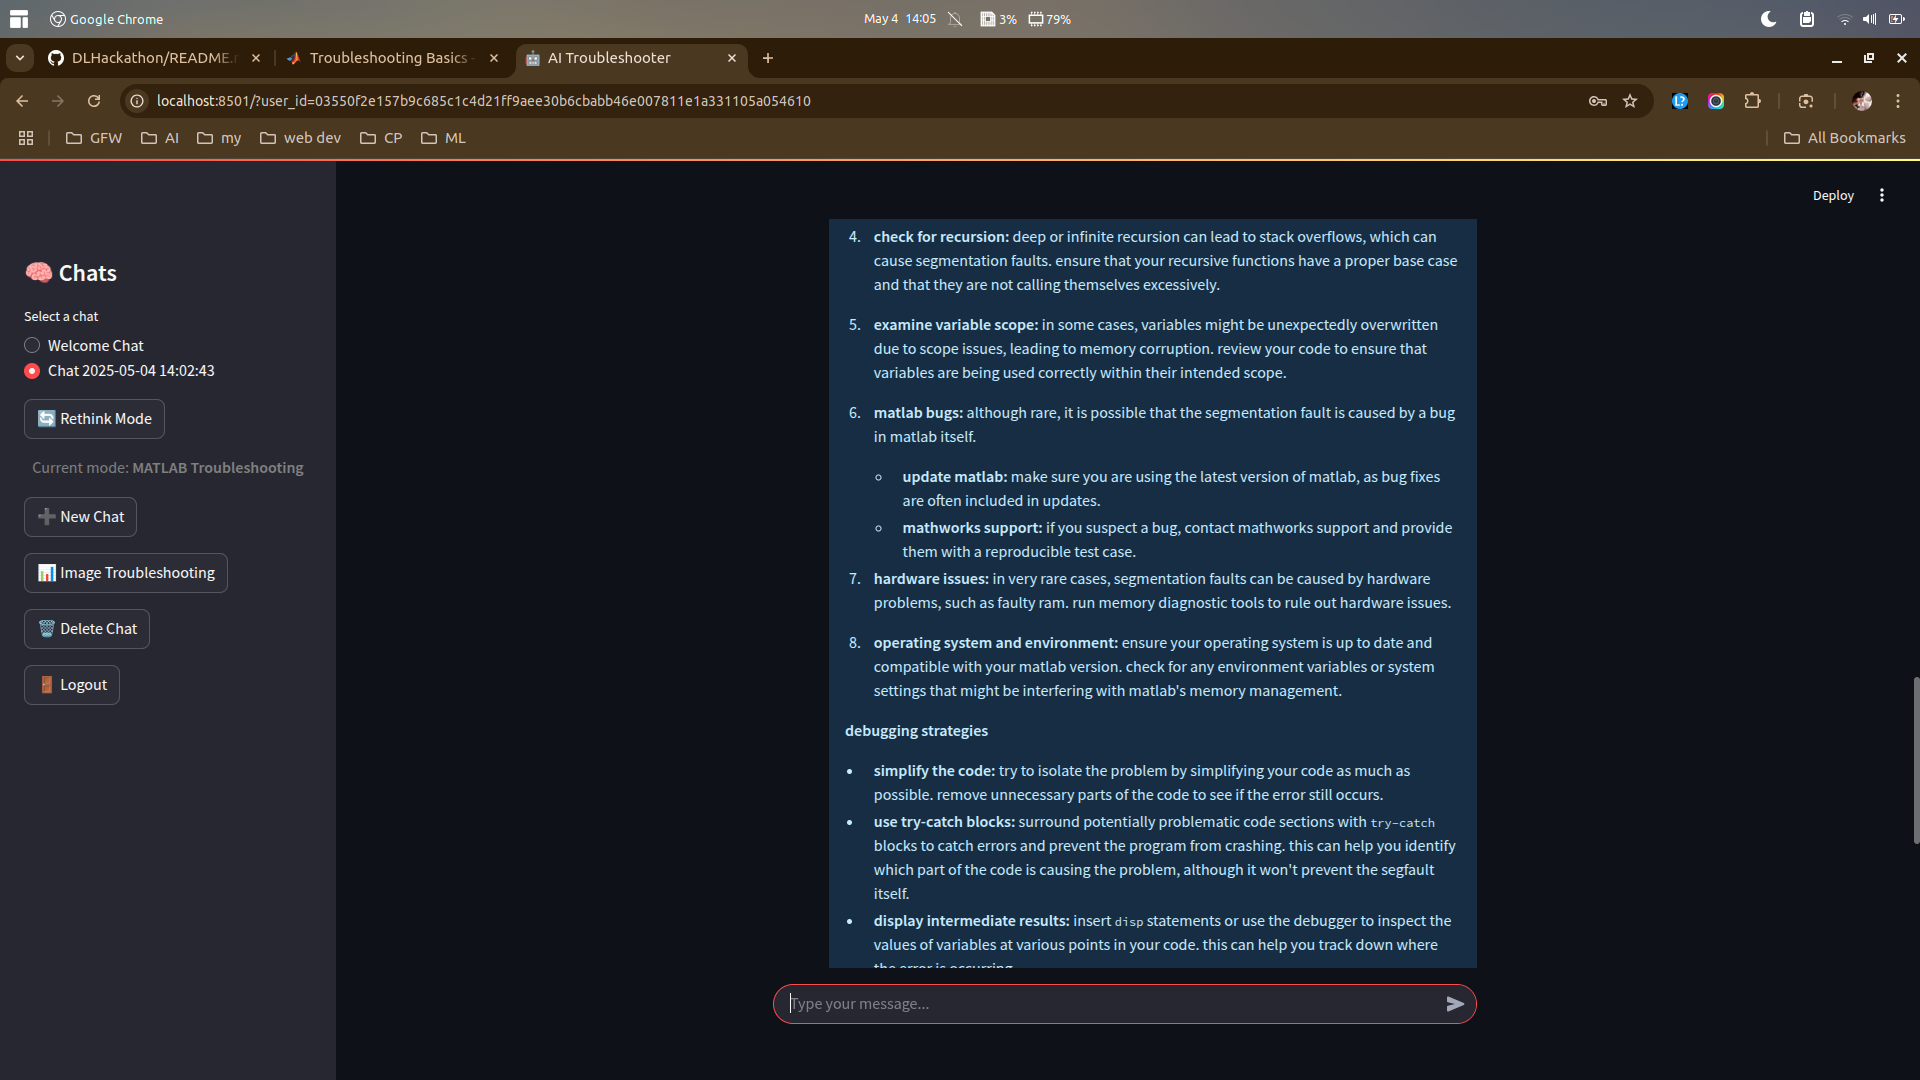 Google Chrome
May 4 14:05
3%
79%
DLHackathon/README.
Troubleshooting Basics
AI Troubleshooter
localhost:8501/?user_id=03550f2e157b9c685c1c4d21ff9aee30b6cbabb46e007811e1a331105a054610
GFW
AI
my
web dev
CP
ML
All Bookmarks
Deploy
Chats
Select a chat
Welcome Chat
Chat 2025-05-04 14:02:43
Rethink Mode
Current mode: MATLAB Troubleshooting
New Chat
Image Troubleshooting
Delete Chat
Logout
4. check for recursion: deep or infinite recursion can lead to stack overflows, which can
cause segmentation faults. ensure that your recursive functions have a proper base case
and that they are not calling themselves excessively.
5. examine variable scope: in some cases, variables might be unexpectedly overwritten
due to scope issues, leading to memory corruption. review your code to ensure that
variables are being used correctly within their intended scope.
6. matlab bugs: although rare, it is possible that the segmentation fault is caused by a bug
in matlab itself.
update matlab: make sure you are using the latest version of matlab, as bug fixes
are often included in updates.
mathworks support: if you suspect a bug, contact mathworks support and provide
them with a reproducible test case.
7. hardware issues: in very rare cases, segmentation faults can be caused by hardware
problems, such as faulty ram. run memory diagnostic tools to rule out hardware issues.
8. operating system and environment: ensure your operating system is up to date and
compatible with your matlab version. check for any environment variables or system
settings that might be interfering with matlab's memory management.
debugging strategies
simplify the code: try to isolate the problem by simplifying your code as much as
possible. remove unnecessary parts of the code to see if the error still occurs.
use try-catch blocks: surround potentially problematic code sections with try-catch
blocks to catch errors and prevent the program from crashing. this can help you identify
which part of the code is causing the problem, although it won't prevent the segfault
itself.
display intermediate results: insert disp statements or use the debugger to inspect the
values of variables at various points in your code. this can help you track down where
the error is occurring.
Type your message...